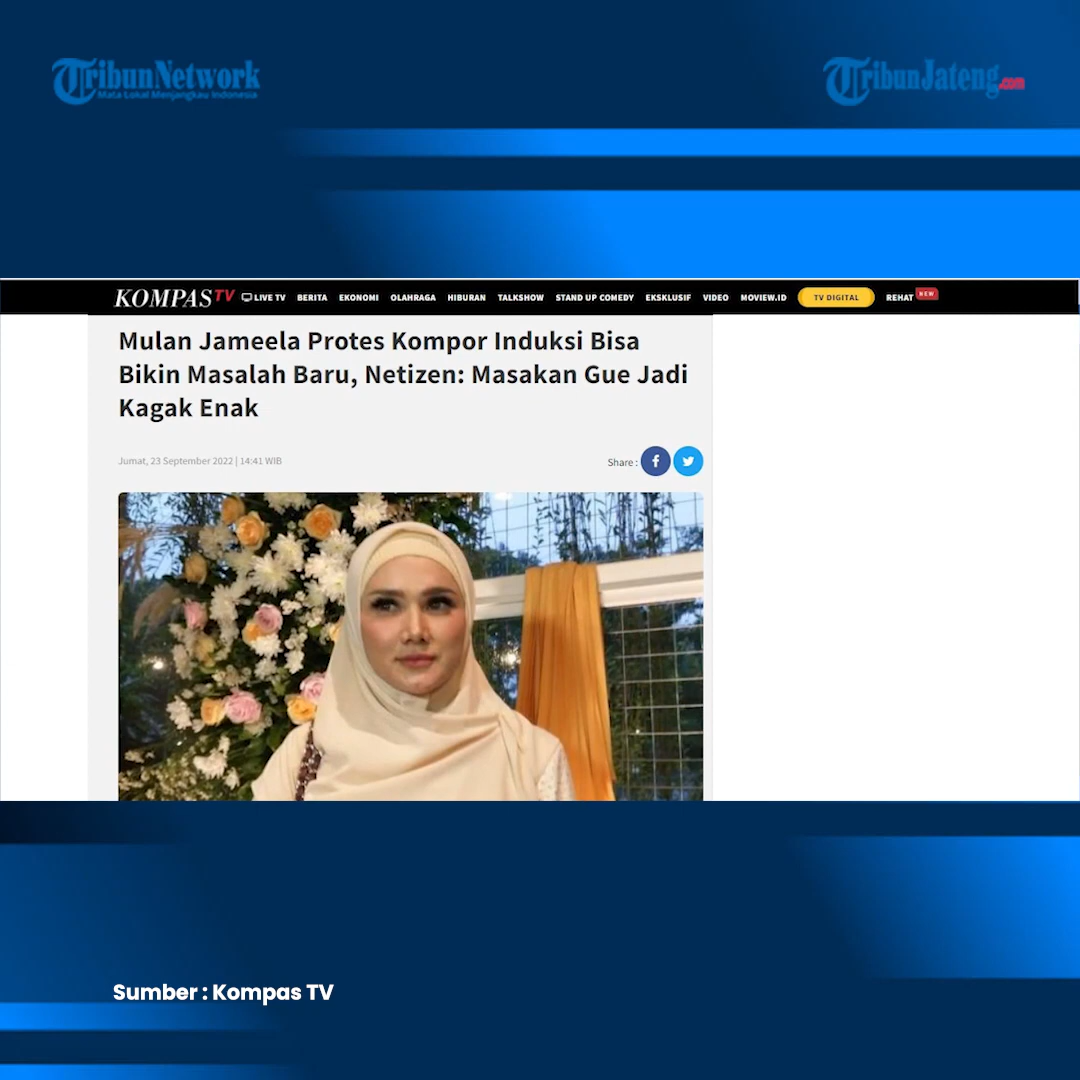 TribunNetwork
Mata Lokal Menjangkau Indonesia
TribunJateng.com
KOMPASTV LIVE TV BERITA EKONOMI OLAHRAGA HIBURAN TALKSHOW STAND UP COMEDY EKSKLUSIF VIDEO MOVIEW.ID TV DIGITAL REHAT NEW
Mulan Jameela Protes Kompor Induksi Bisa
Bikin Masalah Baru, Netizen: Masakan Gue Jadi
Kagak Enak
Jumat, 23 September 2022 | 14:41 WIB
Share :
Sumber : Kompas TV